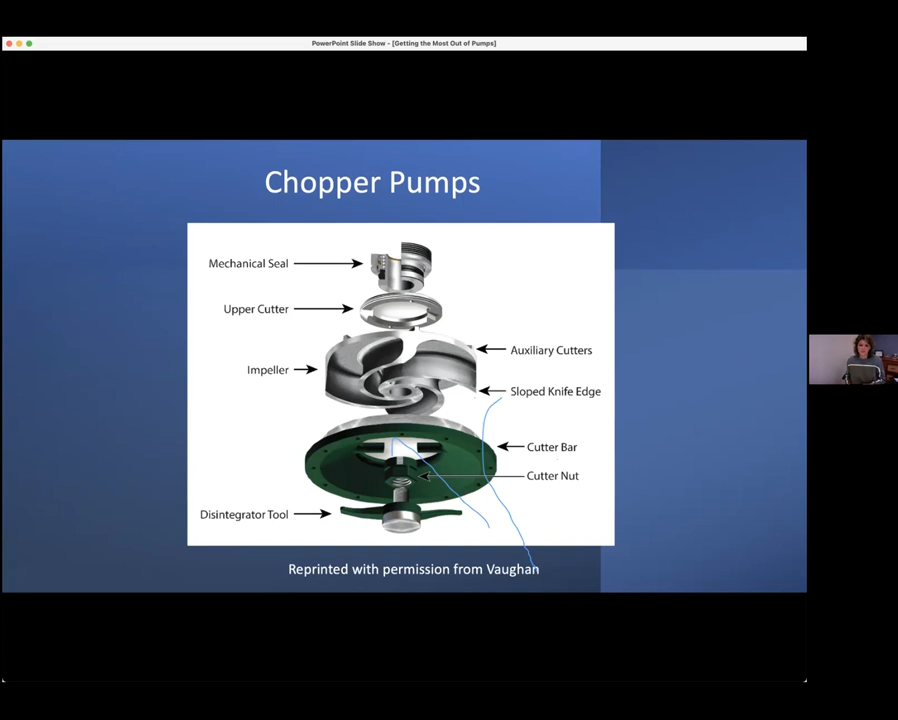 PowerPoint Slide Show - [Getting the Most Out of Pumps]
Chopper Pumps
Mechanical Seal
Upper Cutter
Auxiliary Cutters
Impeller
Sloped Knife Edge
Cutter Bar
Cutter Nut
Disintegrator Tool
Reprinted with permission from Vaughan